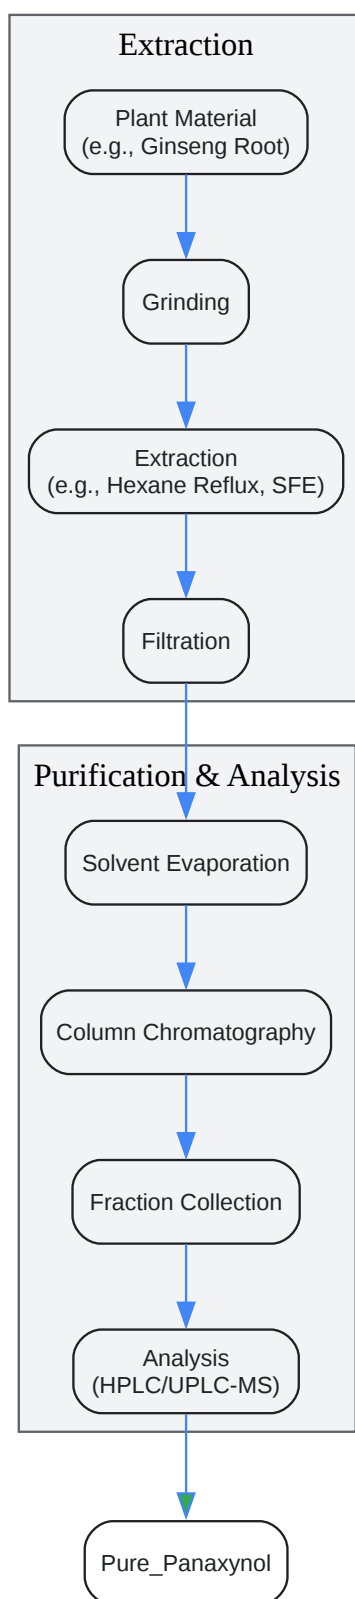 Extraction
Plant Material
(e.g., Ginseng Root)
Grinding
Extraction
(e.g., Hexane Reflux, SFE)
Filtration
Purification & Analysis
Solvent Evaporation
Column Chromatography
Fraction Collection
Analysis
(HPLC/UPLC-MS)
Pure_Panaxynol